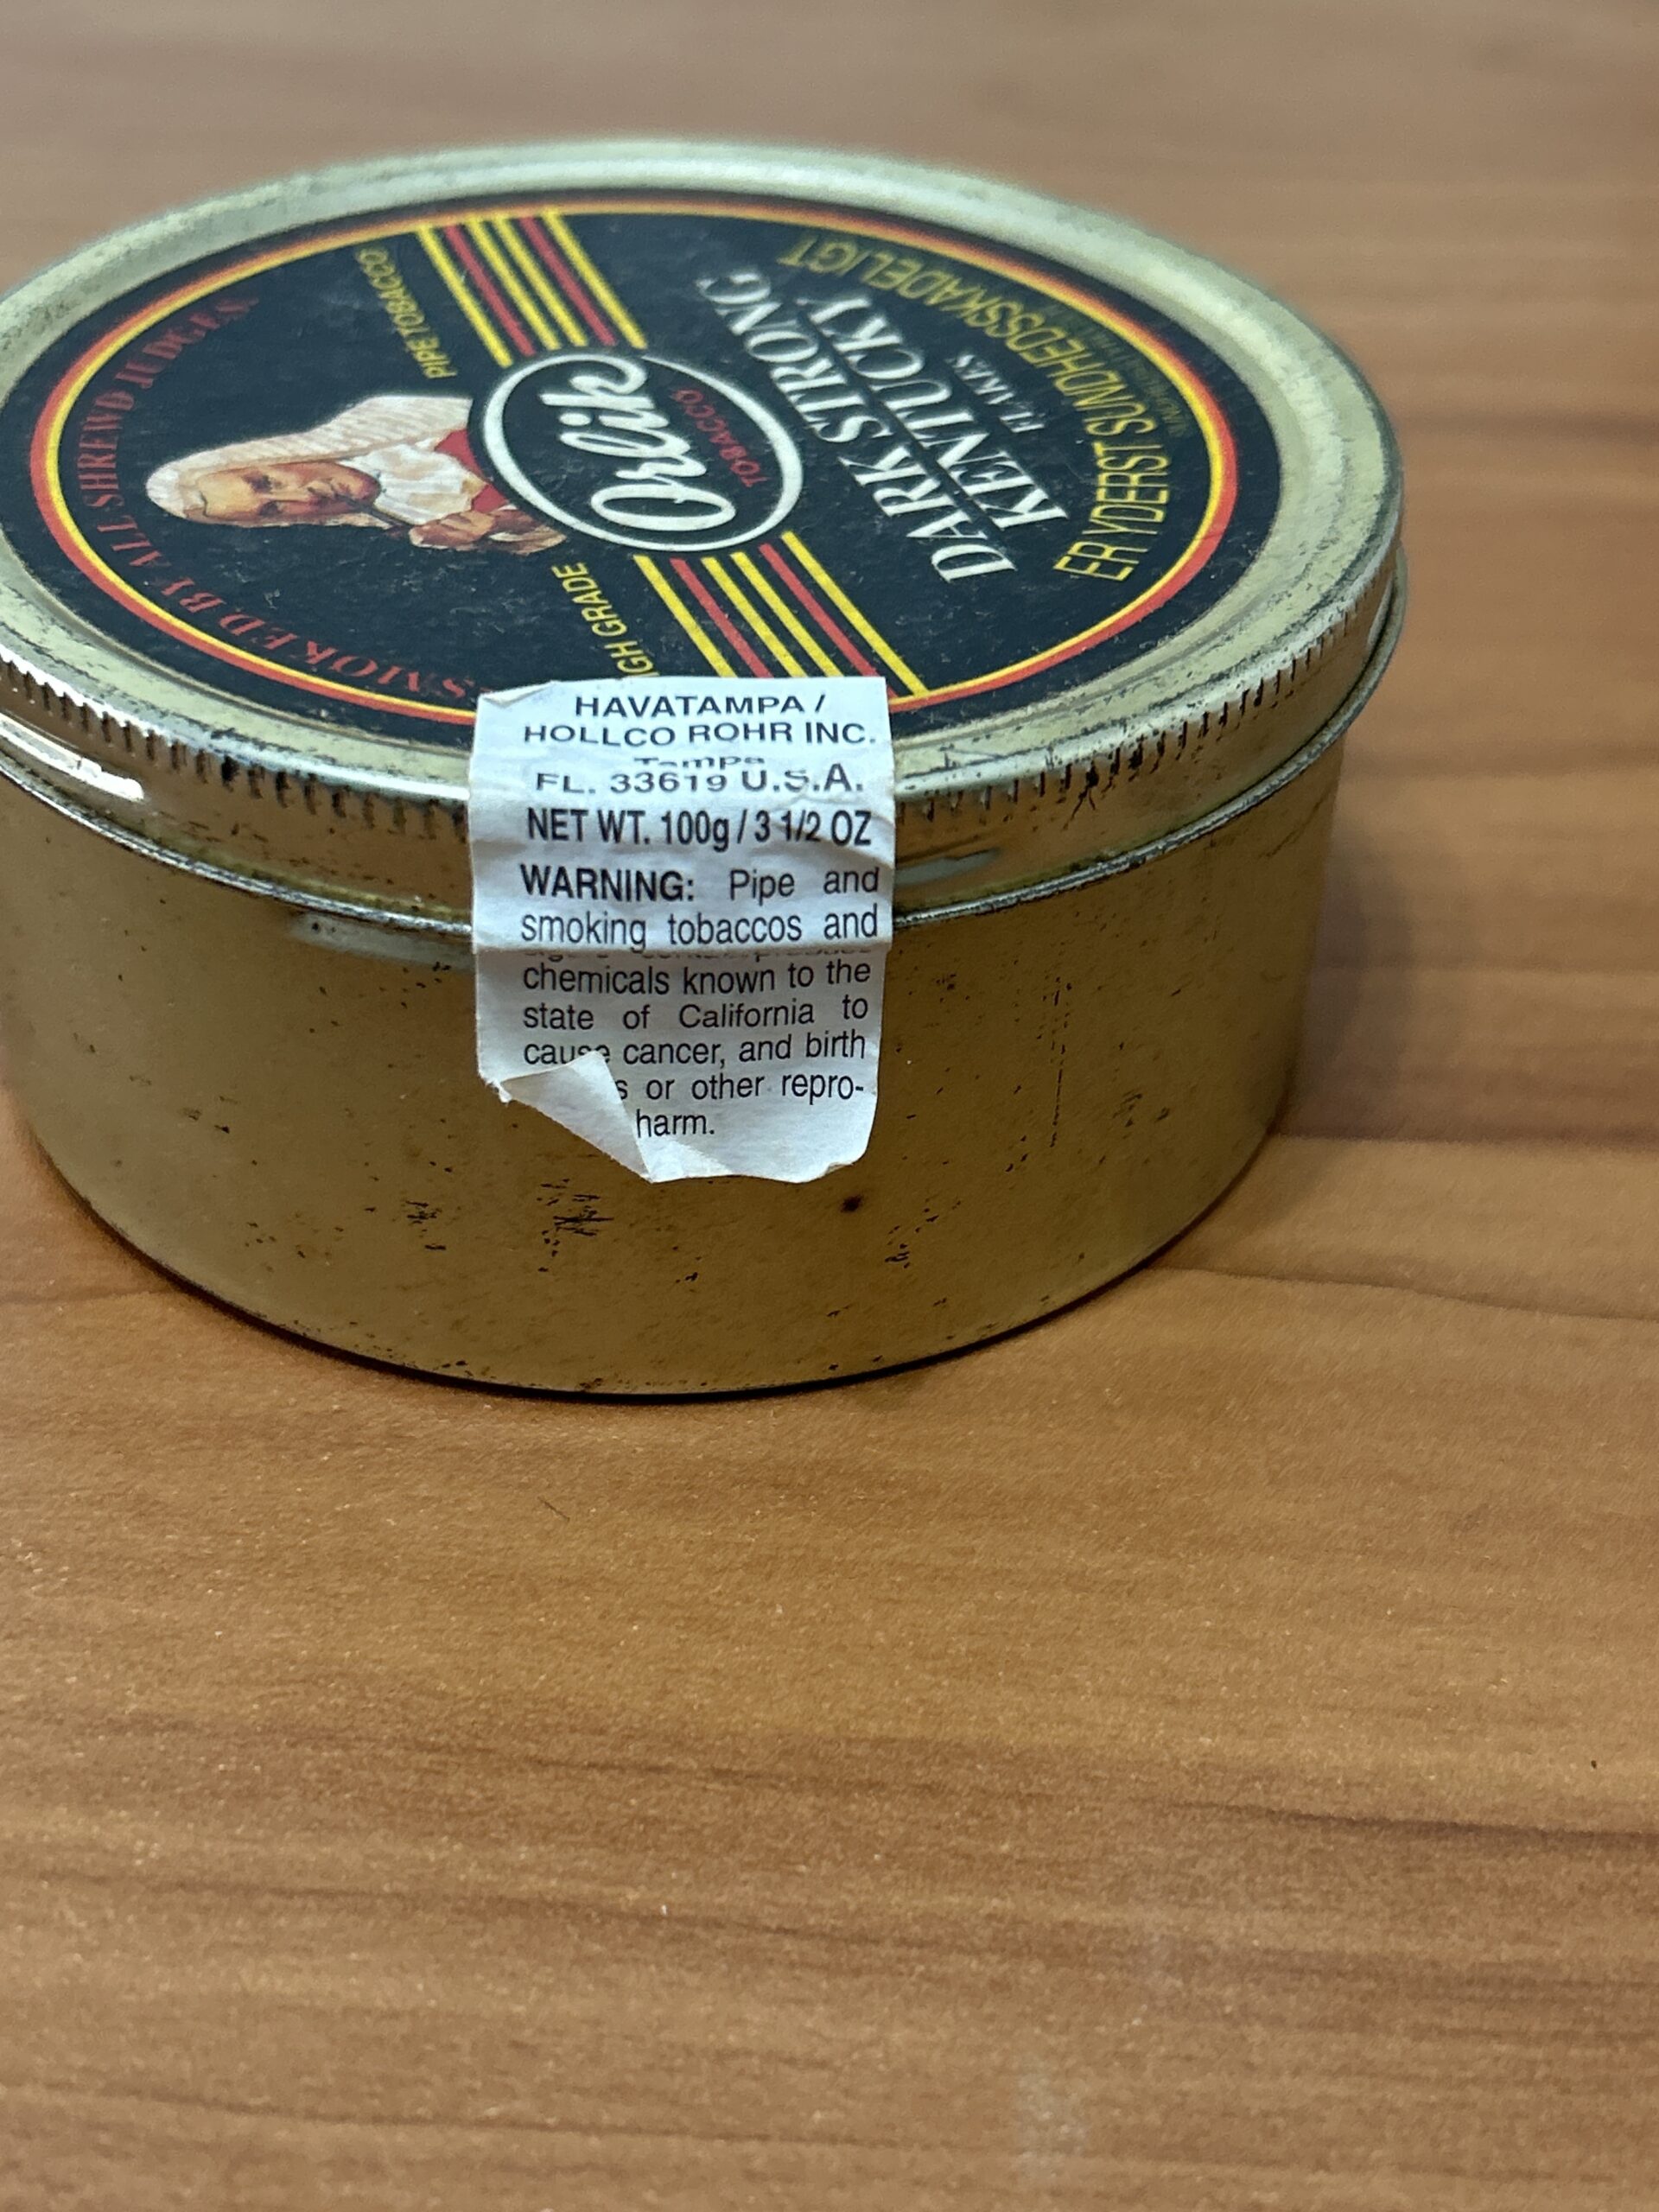 SMOKED BY ALL SHREWD JUDGES
PIPE TOBACCO
GH GRADE
Orlik
TOBACCO
DARK STRONG
KENTUCKY
FLAKES
ER YDERST SUNDHEDSSKADELIGT
HAVATAMPA /
HOLLCO ROHR INC.
Tampa
FL. 33619 U.S.A.
NET WT. 100g / 3 1/2 OZ
WARNING: Pipe and
smoking tobaccos and
chemicals known to the
state of California to
cause cancer, and birth
s or other repro-
harm.